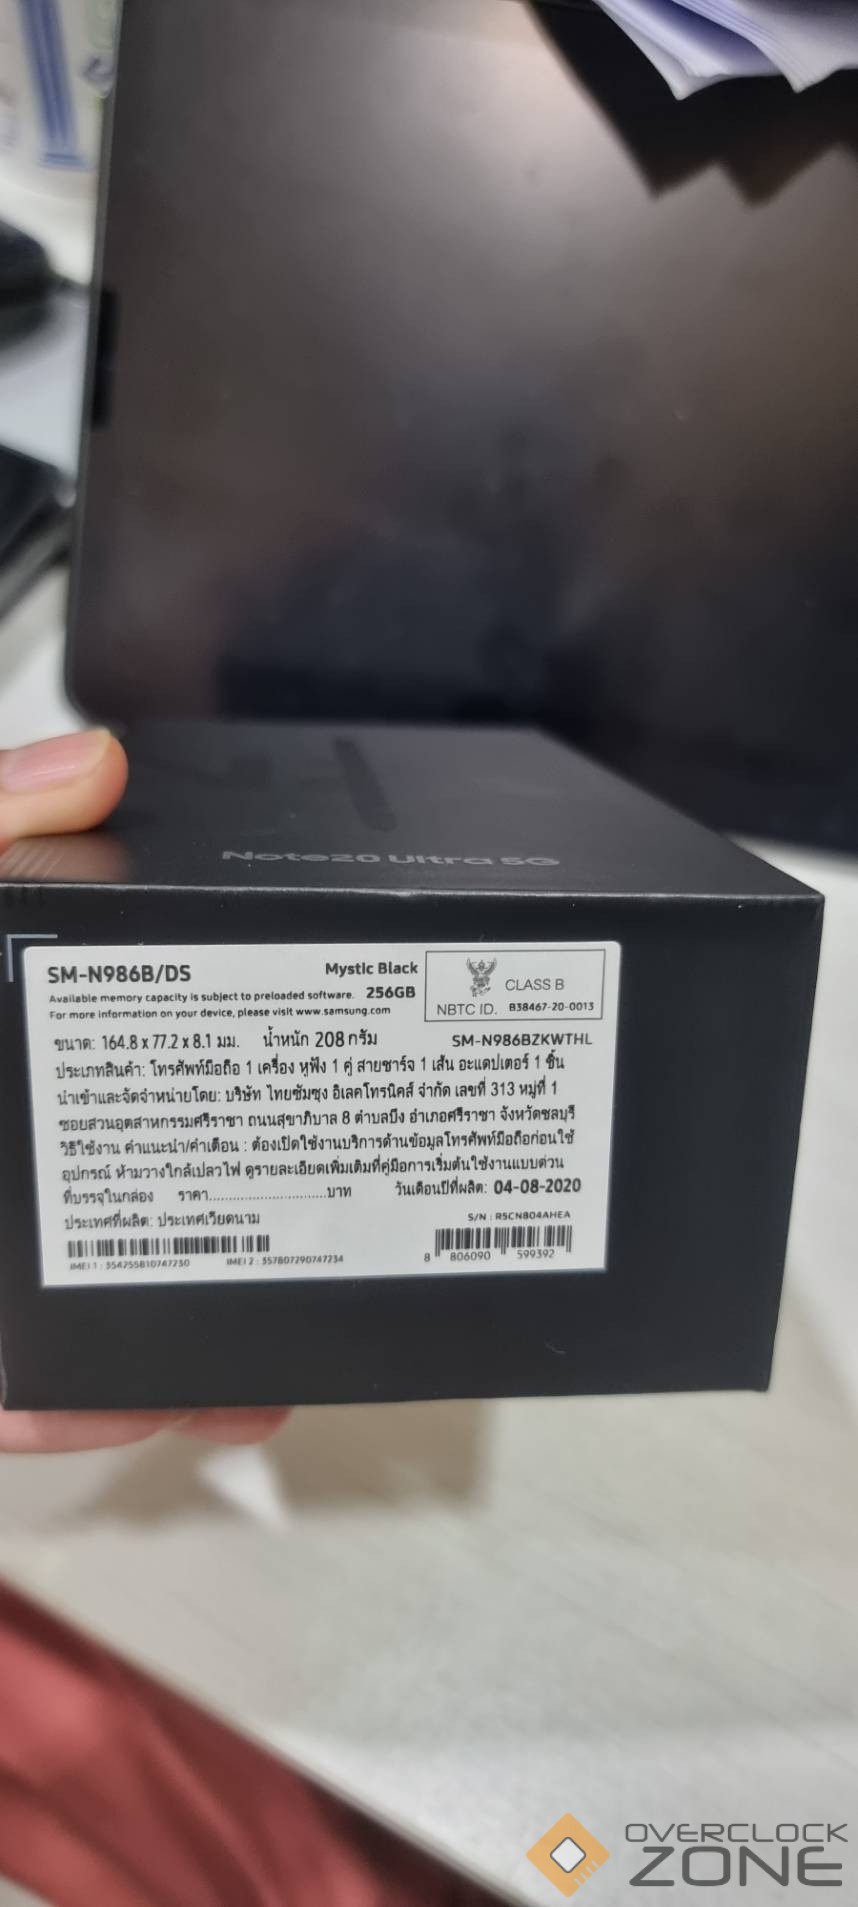 Note20 Ultra 5G
SM-N986B/DS
Mystic Black
Available memory capacity is subject to preloaded software. 256GB
For more information on your device, please visit www.samsung.com
CLASS B
NBTC ID. B38467-20-0013
ขนาด: 164.8 x 77.2 x 8.1 มม. น้ำหนัก 208 กรัม
SM-N986BZKWTHL
ประเภทสินค้า: โทรศัพท์มือถือ 1 เครื่อง หูฟัง 1 คู่ สายชาร์จ 1 เส้น อะแดปเตอร์ 1 ชิ้น
นำเข้าและจัดจำหน่ายโดย: บริษัท ไทยซัมซุง อิเลคโทรนิคส์ จำกัด เลขที่ 313 หมู่ที่ 1
ซอยสวนอุตสาหกรรมศรีราชา ถนนสุขาภิบาล 8 ตำบลบึง อำเภอศรีราชา จังหวัดชลบุรี
วิธีใช้งาน คำแนะนำ/คำเตือน : ต้องเปิดใช้งานบริการด้านข้อมูลโทรศัพท์มือถือก่อนใช้
อุปกรณ์ ห้ามวางใกล้เปลวไฟ ดูรายละเอียดเพิ่มเติมที่คู่มือการเริ่มต้นใช้งานแบบด่วน
ที่บรรจุในกล่อง ราคา..............................บาท วันเดือนปีที่ผลิต: 04-08-2020
ประเทศที่ผลิต: ประเทศเวียดนาม
S/N : R5CN804AHEA
IMEI 1 : 354755810747230 IMEI 2 : 357807290747234
8 806090 599392
OVERCLOCK
ZONE